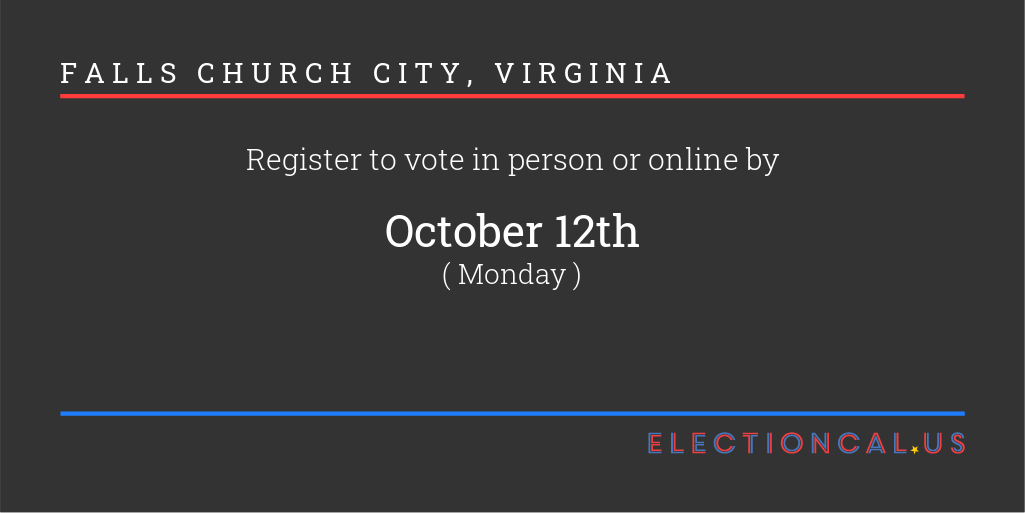 FALLS CHURCH CITY, VIRGINIA
Register to vote in person or online by
October 12th
( Monday )
ELECTIONCAL.US